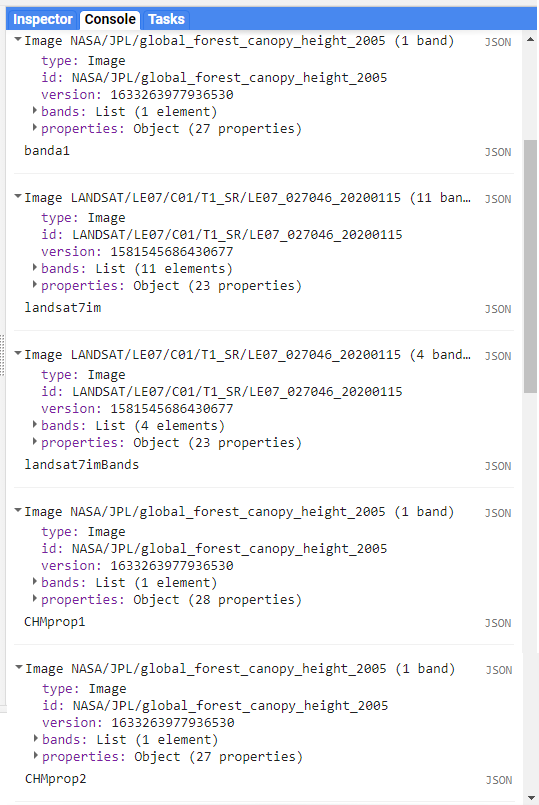 Inspector Console Tasks
Image NASA/JPL/global_forest_canopy_height_2005 (1 band) JSON
type: Image
id: NASA/JPL/global_forest_canopy_height_2005
version: 1633263977936530
bands: List (1 element)
properties: Object (27 properties)
banda1 JSON
Image LANDSAT/LE07/C01/T1_SR/LE07_027046_20200115 (11 ban… JSON
type: Image
id: LANDSAT/LE07/C01/T1_SR/LE07_027046_20200115
version: 1581545686430677
bands: List (11 elements)
properties: Object (23 properties)
landsat7im JSON
Image LANDSAT/LE07/C01/T1_SR/LE07_027046_20200115 (4 band… JSON
type: Image
id: LANDSAT/LE07/C01/T1_SR/LE07_027046_20200115
version: 1581545686430677
bands: List (4 elements)
properties: Object (23 properties)
landsat7imBands JSON
Image NASA/JPL/global_forest_canopy_height_2005 (1 band) JSON
type: Image
id: NASA/JPL/global_forest_canopy_height_2005
version: 1633263977936530
bands: List (1 element)
properties: Object (28 properties)
CHMprop1 JSON
Image NASA/JPL/global_forest_canopy_height_2005 (1 band) JSON
type: Image
id: NASA/JPL/global_forest_canopy_height_2005
version: 1633263977936530
bands: List (1 element)
properties: Object (27 properties)
CHMprop2 JSON